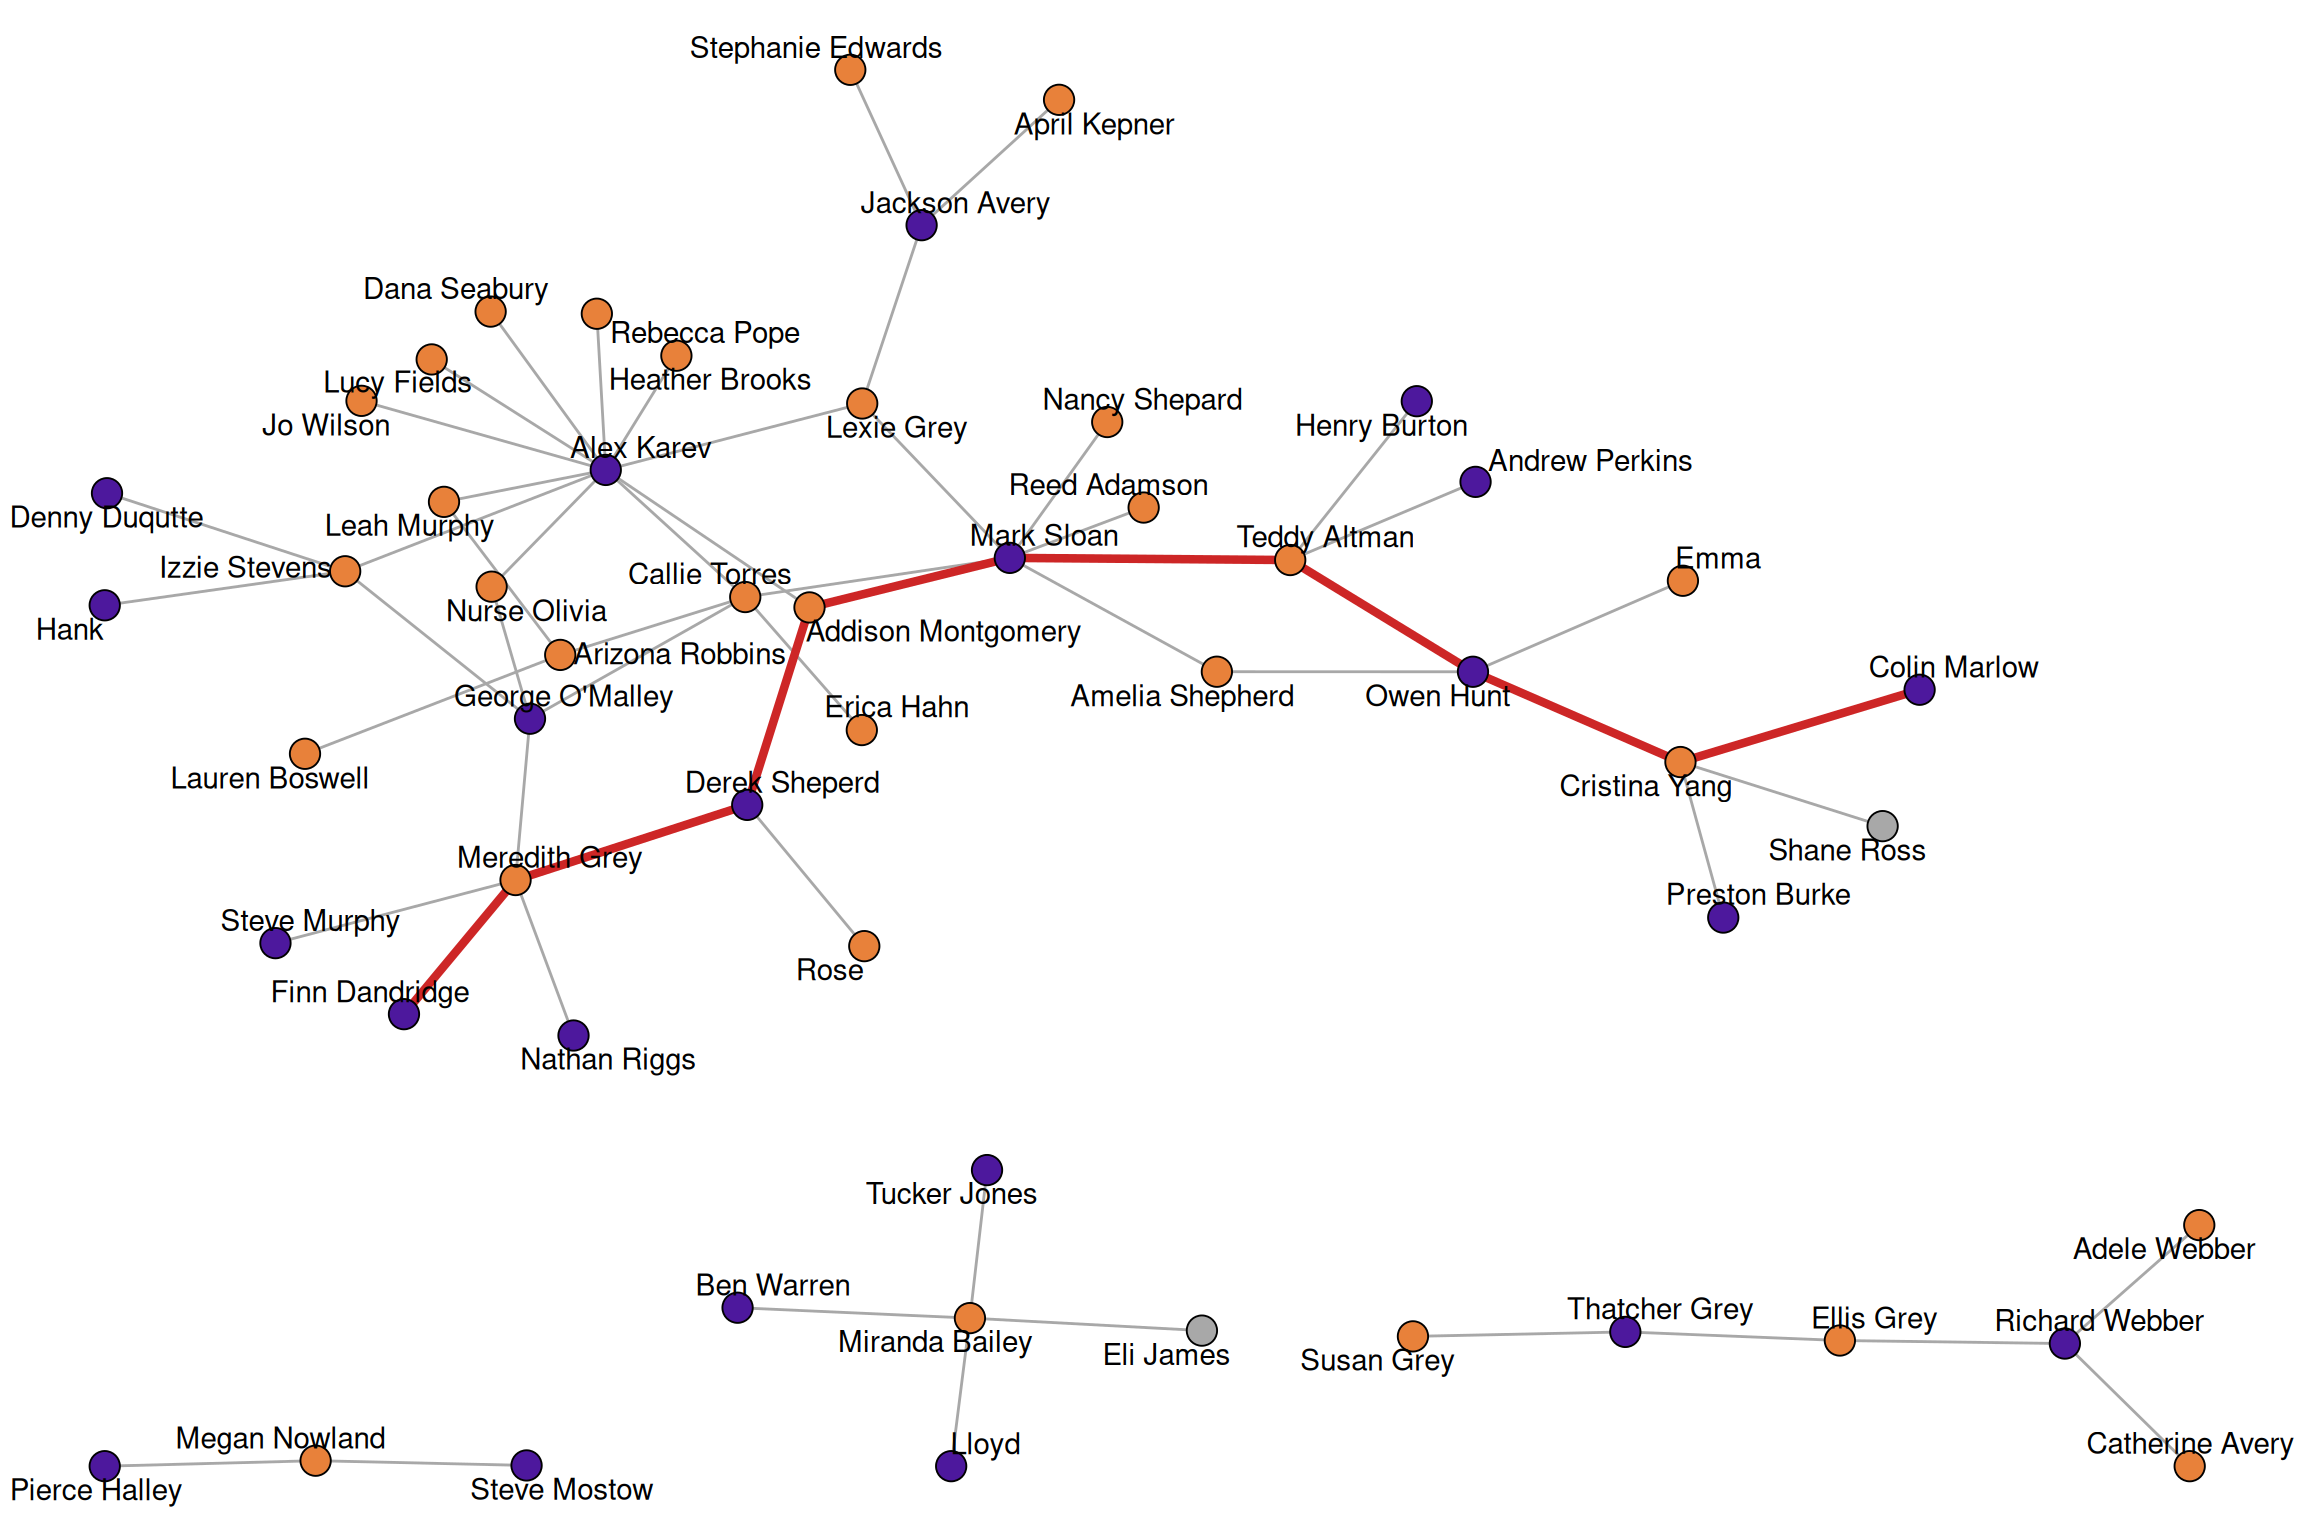 Stephanie Edwards
April Kepner
Jackson Avery
Dana Seabury
Rebecca Pope
Lucy Fields
Heather Brooks
Jo Wilson
Lexie Grey
Nancy Shepard
Henry Burton
Alex Karev
Andrew Perkins
Reed Adamson
Denny Duqutte
Leah Murphy
Mark Sloan
Teddy Altman
Emma
Izzie Stevens
Callie Torres
Nurse Olivia
Hank
Addison Montgomery
Arizona Robbins
Colin Marlow
George O'Malley
Amelia Shepherd
Owen Hunt
Erica Hahn
Lauren Boswell
Derek Sheperd
Cristina Yang
Shane Ross
Meredith Grey
Preston Burke
Steve Murphy
Rose
Finn Dandridge
Nathan Riggs
Tucker Jones
Adele Webber
Ben Warren
Thatcher Grey
Ellis Grey
Richard Webber
Miranda Bailey
Eli James
Susan Grey
Megan Nowland
Lloyd
Catherine Avery
Pierce Halley
Steve Mostow